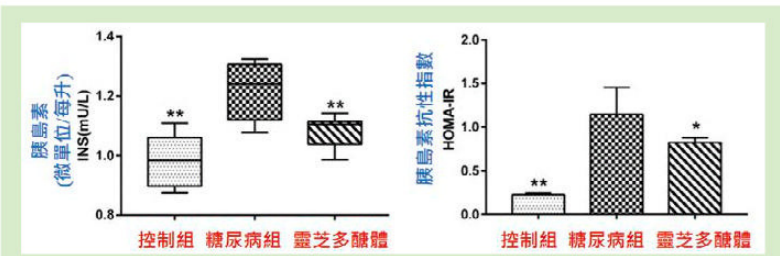 胰島素
(微單位/每升)
INS(mU/L)
1.4
1.2
1.0
0.8
**
**
控制組 糖尿病組 靈芝多醣體
胰島素抗性指數
HOMA-IR
2.0
1.5
1.0
0.5
0.0
**
*
控制組 糖尿病組 靈芝多醣體